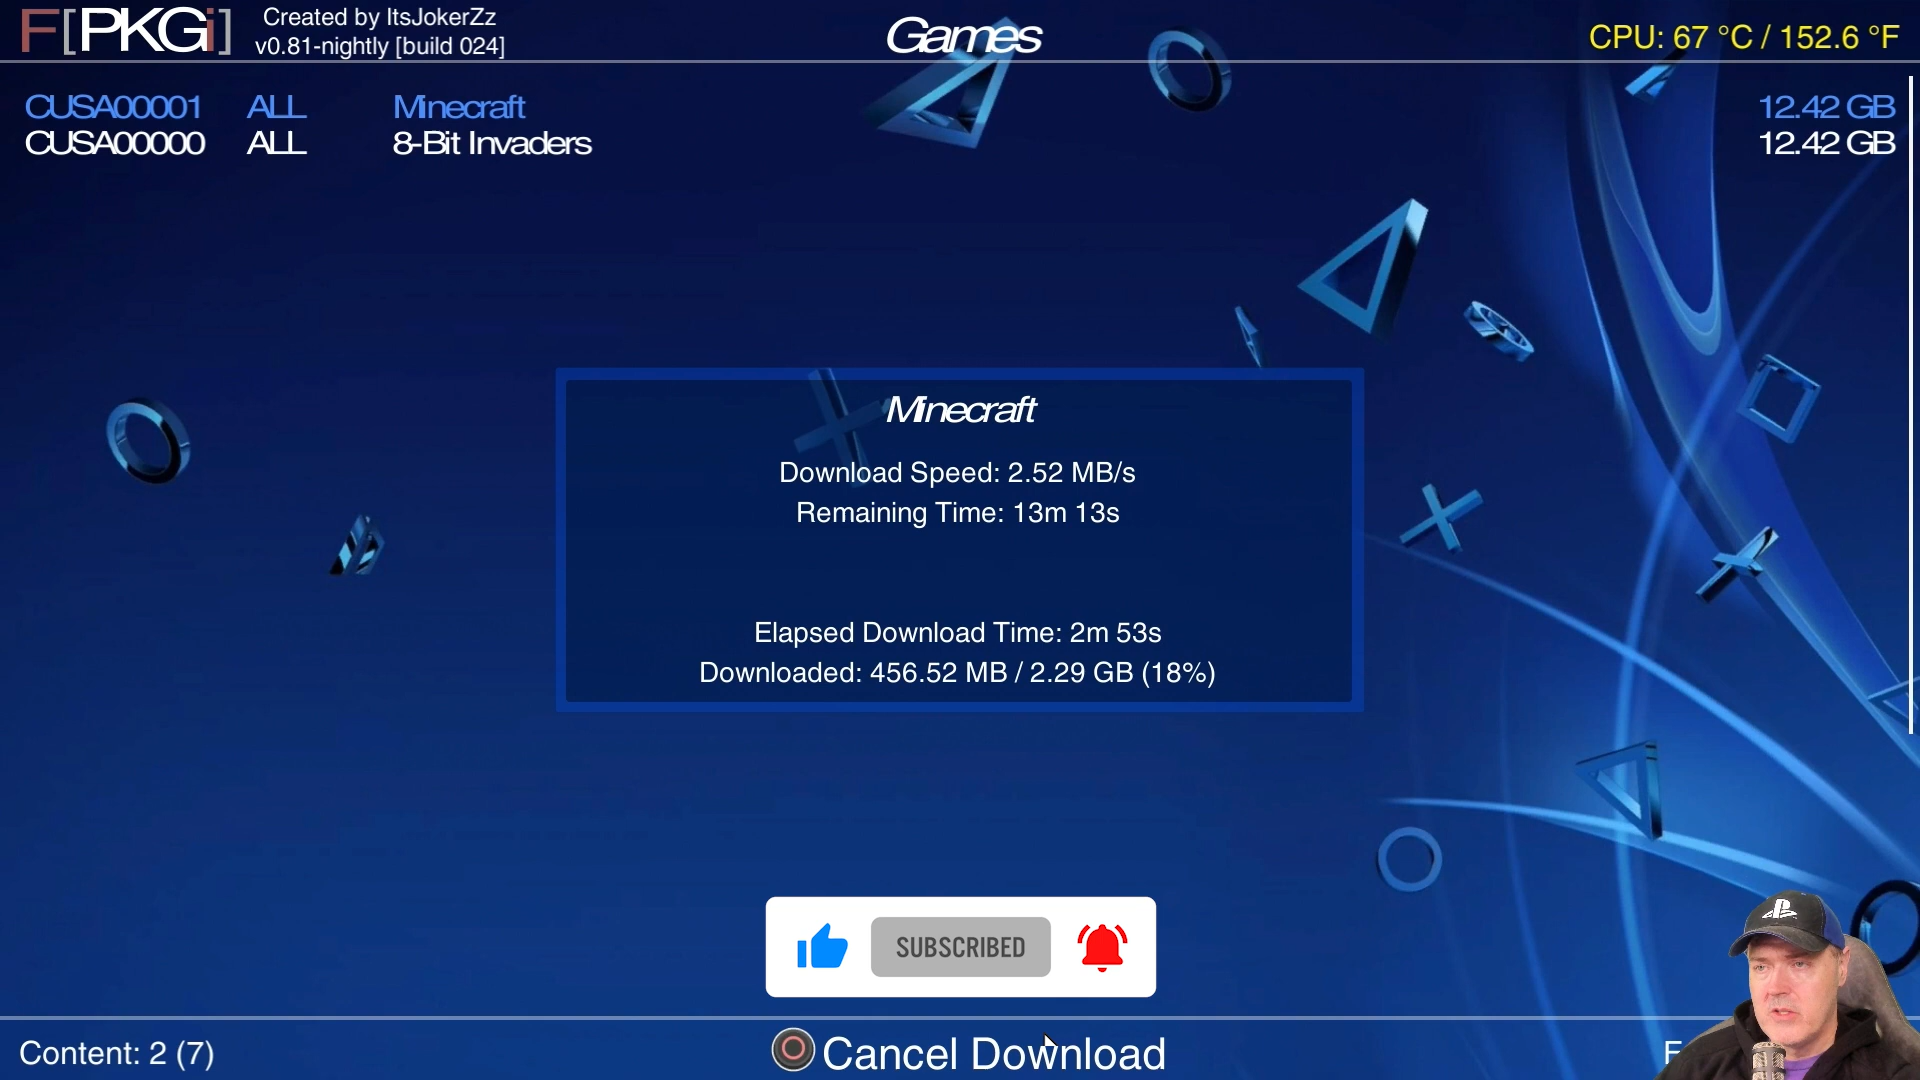 F[PKGi]
Created by ItsJokerZz
v0.81-nightly [build 024]
Games
CPU: 67 °C / 152.6 °F
CUSA00001 ALL Minecraft 12.42 GB
CUSA00000 ALL 8-Bit Invaders 12.42 GB
Minecraft
Download Speed: 2.52 MB/s
Remaining Time: 13m 13s
Elapsed Download Time: 2m 53s
Downloaded: 456.52 MB / 2.29 GB (18%)
SUBSCRIBED
Content: 2 (7)
Cancel Download